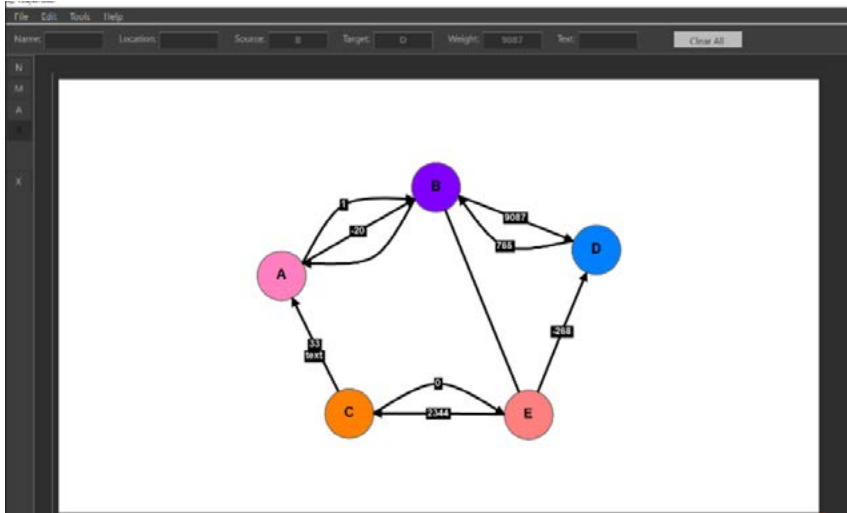 File Edit Tools Help
Name: Location: Source: B Target: D Weight: 9087 Text: Clear All
N
M
A
X
B
1
-20
9087
765
D
A
-268
33
text
0
C
2344
E